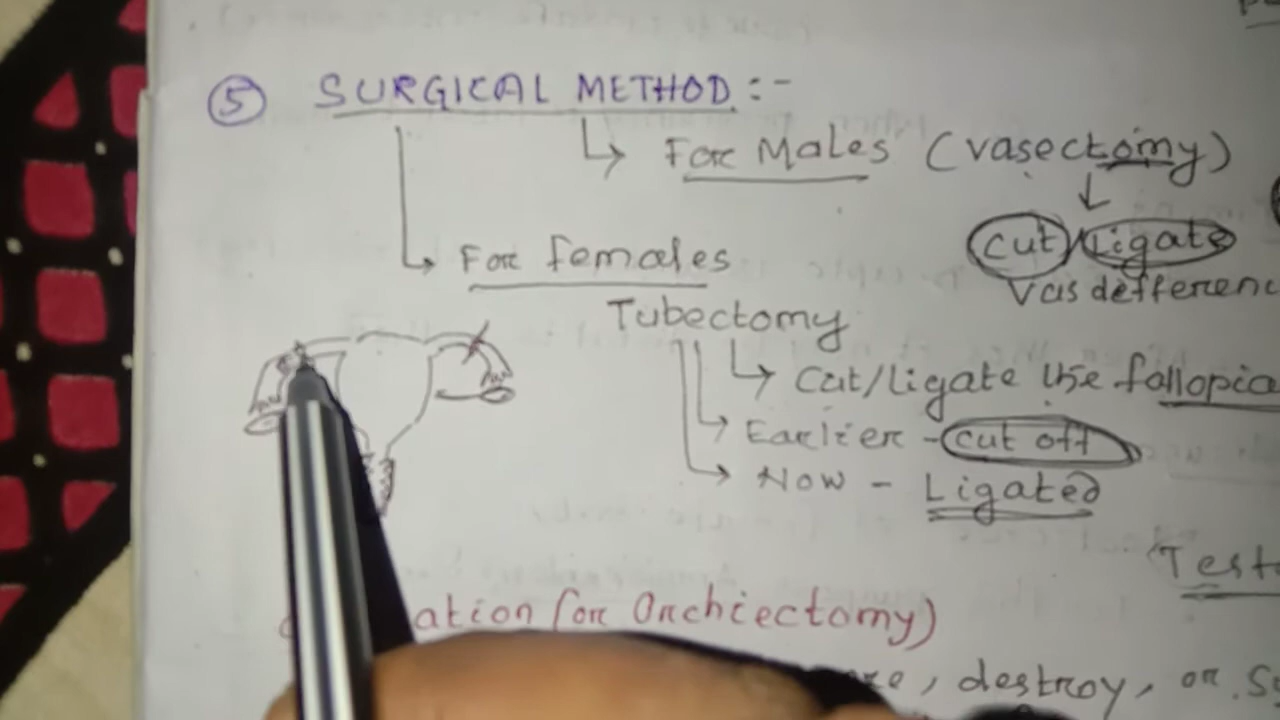 ⑤ SURGICAL METHOD :-
↳ For Males (vasectomy)
↓
cut/Ligate
Vas defferenc
↳ For females
Tubectomy
↳ Cut/Ligate the fallopia
↳ Earlier - cut off
↳ Now - Ligated
Test
ation (or Orchiectomy)
, destroy, or